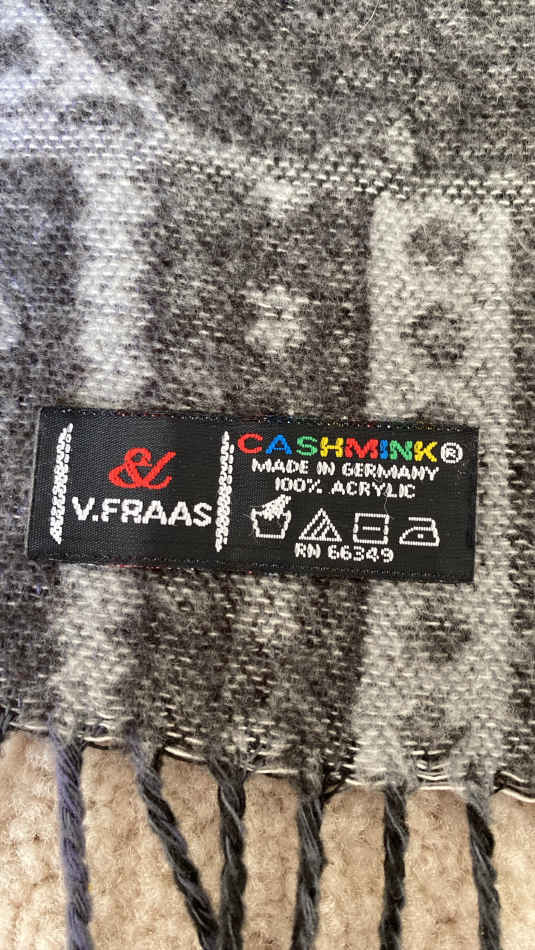 &
V.FRAAS
CASHMINK®
MADE IN GERMANY
100% ACRYLIC
RN 66349